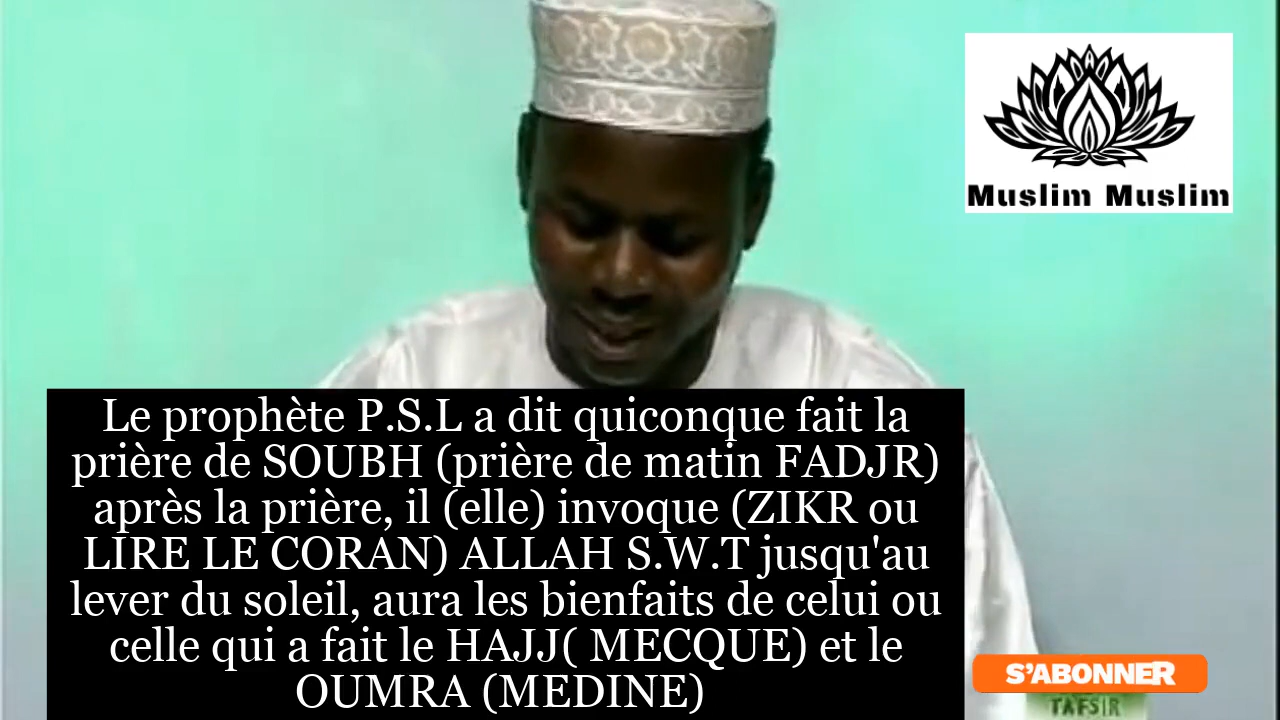 Muslim Muslim
Le prophète P.S.L a dit quiconque fait la
prière de SOUBH (prière de matin FADJR)
après la prière, il (elle) invoque (ZIKR ou
LIRE LE CORAN) ALLAH S.W.T jusqu'au
lever du soleil, aura les bienfaits de celui ou
celle qui a fait le HAJJ( MECQUE) et le
OUMRA (MEDINE)
S'ABONNER
TAFSIR